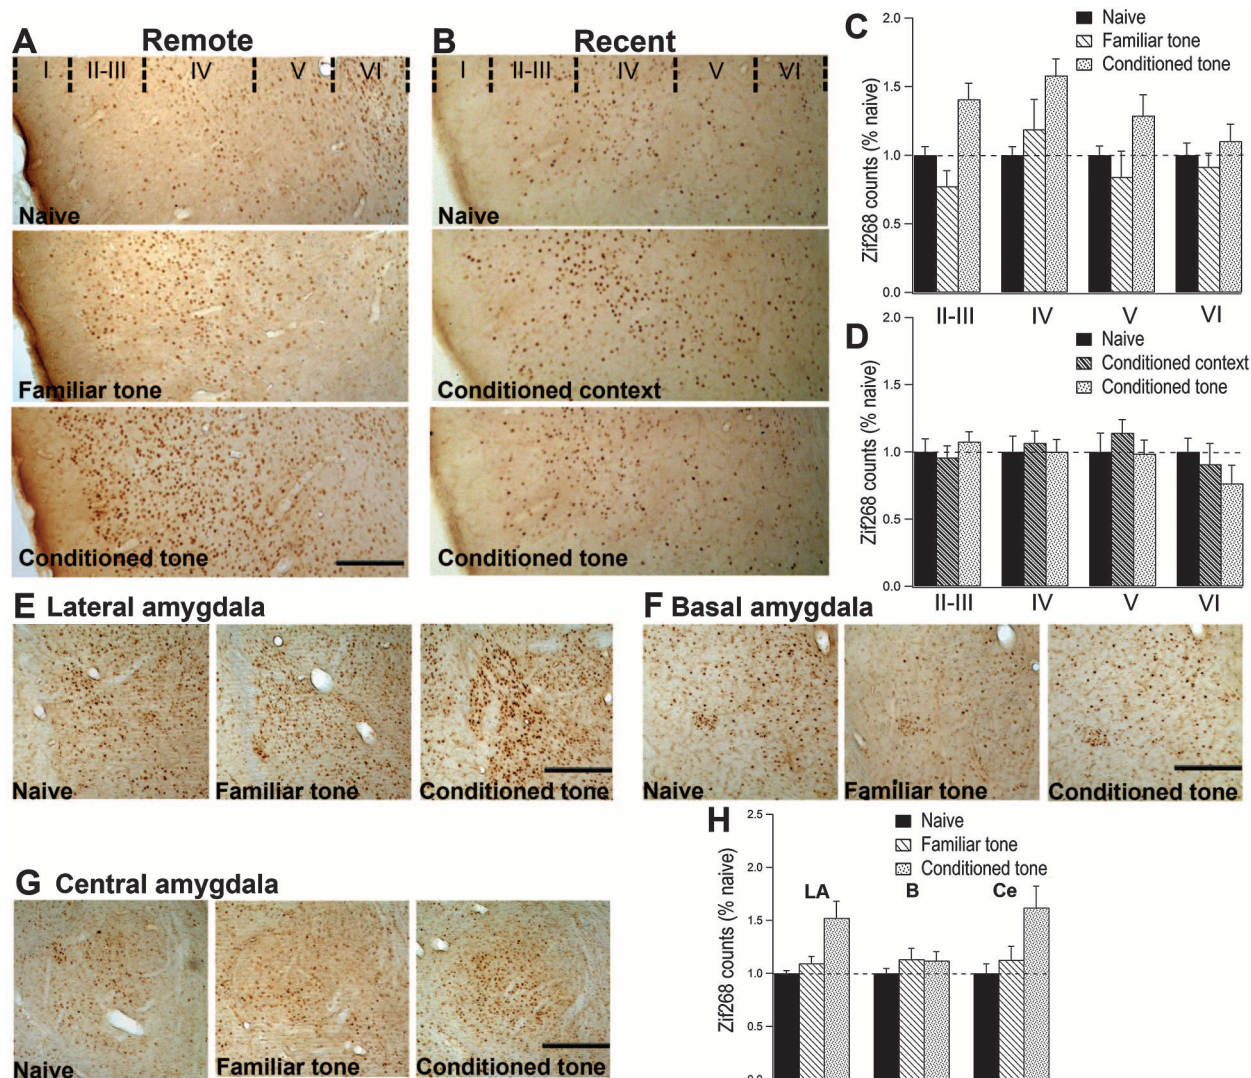 A Remote
I II-III IV V VI
Naive
Familiar tone
Conditioned tone
B Recent
I II-III IV V VI
Naive
Conditioned context
Conditioned tone
C
Naive
Familiar tone
Conditioned tone
Zif268 counts (% naive)
2.0
1.5
1.0
0.5
0.0
II-III IV V VI
D
Naive
Conditioned context
Conditioned tone
Zif268 counts (% naive)
2.0
1.5
1.0
0.5
0.0
II-III IV V VI
E Lateral amygdala
Naive Familiar tone Conditioned tone
F Basal amygdala
Naive Familiar tone Conditioned tone
G Central amygdala
Naive Familiar tone Conditioned tone
H
Naive
Familiar tone
Conditioned tone
LA B Ce
Zif268 counts (% naive)
2.5
2.0
1.5
1.0
0.5
0.0